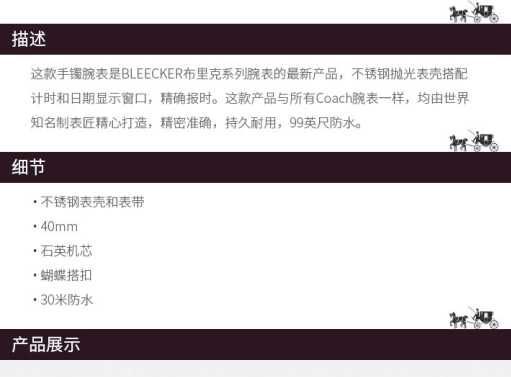 描述
这款手镯腕表是BLEECKER布里克系列腕表的最新产品，不锈钢抛光表壳搭配
计时和日期显示窗口，精确报时。这款产品与所有Coach腕表一样，均由世界
知名制表匠精心打造，精密准确，持久耐用，99英尺防水。
细节
• 不锈钢表壳和表带
• 40mm
• 石英机芯
• 蝴蝶搭扣
• 30米防水
产品展示